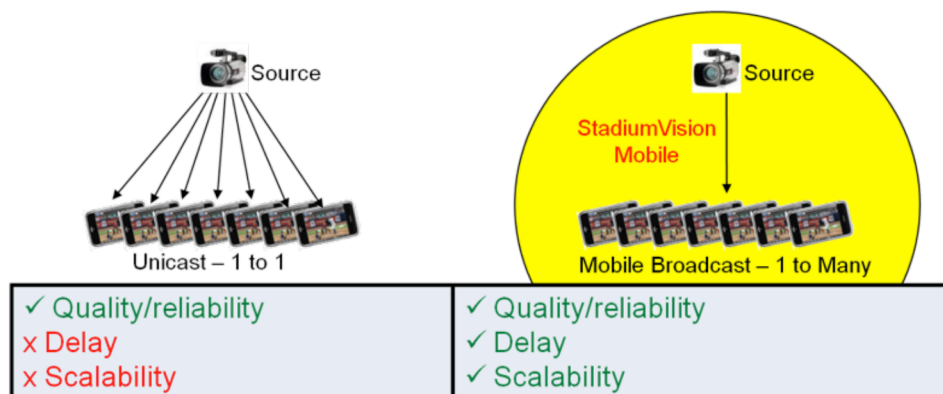 Source
Unicast – 1 to 1
✓ Quality/reliability
x Delay
x Scalability
Source
StadiumVision
Mobile
Mobile Broadcast – 1 to Many
✓ Quality/reliability
✓ Delay
✓ Scalability